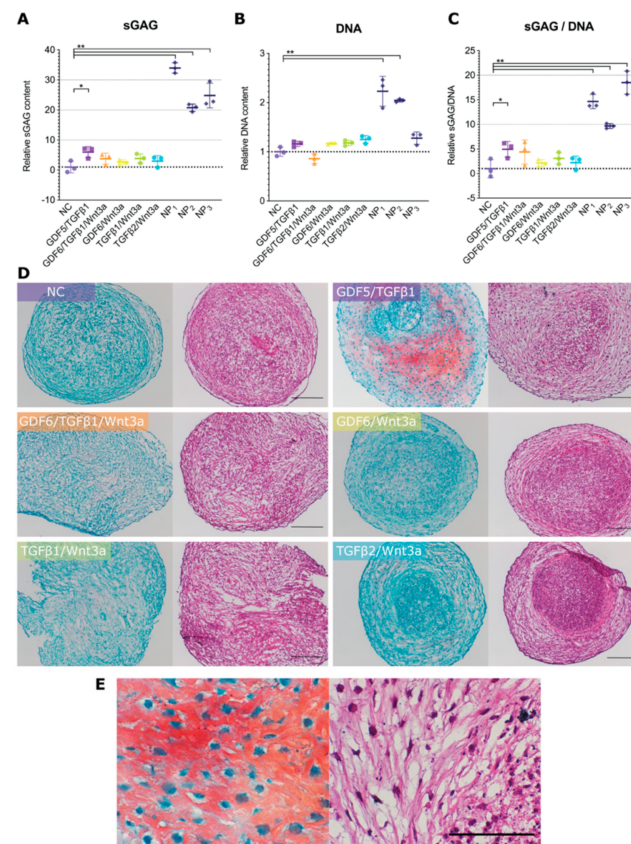 A
sGAG
Relative sGAG content
50
40
30
20
10
0
**
*
NC
GDF5/TGFβ1
GDF6/TGFβ1/Wnt3a
GDF6/Wnt3a
TGFβ1/Wnt3a
TGFβ2/Wnt3a
NP1
NP2
NP3
B
DNA
Relative DNA content
3
2
1
0
**
NC
GDF5/TGFβ1
GDF6/TGFβ1/Wnt3a
GDF6/Wnt3a
TGFβ1/Wnt3a
TGFβ2/Wnt3a
NP1
NP2
NP3
C
sGAG / DNA
Relative sGAG/DNA
25
20
15
10
5
0
**
*
NC
GDF5/TGFβ1
GDF6/TGFβ1/Wnt3a
GDF6/Wnt3a
TGFβ1/Wnt3a
TGFβ2/Wnt3a
NP1
NP2
NP3
D
NC
GDF5/TGFβ1
GDF6/TGFβ1/Wnt3a
GDF6/Wnt3a
TGFβ1/Wnt3a
TGFβ2/Wnt3a
E